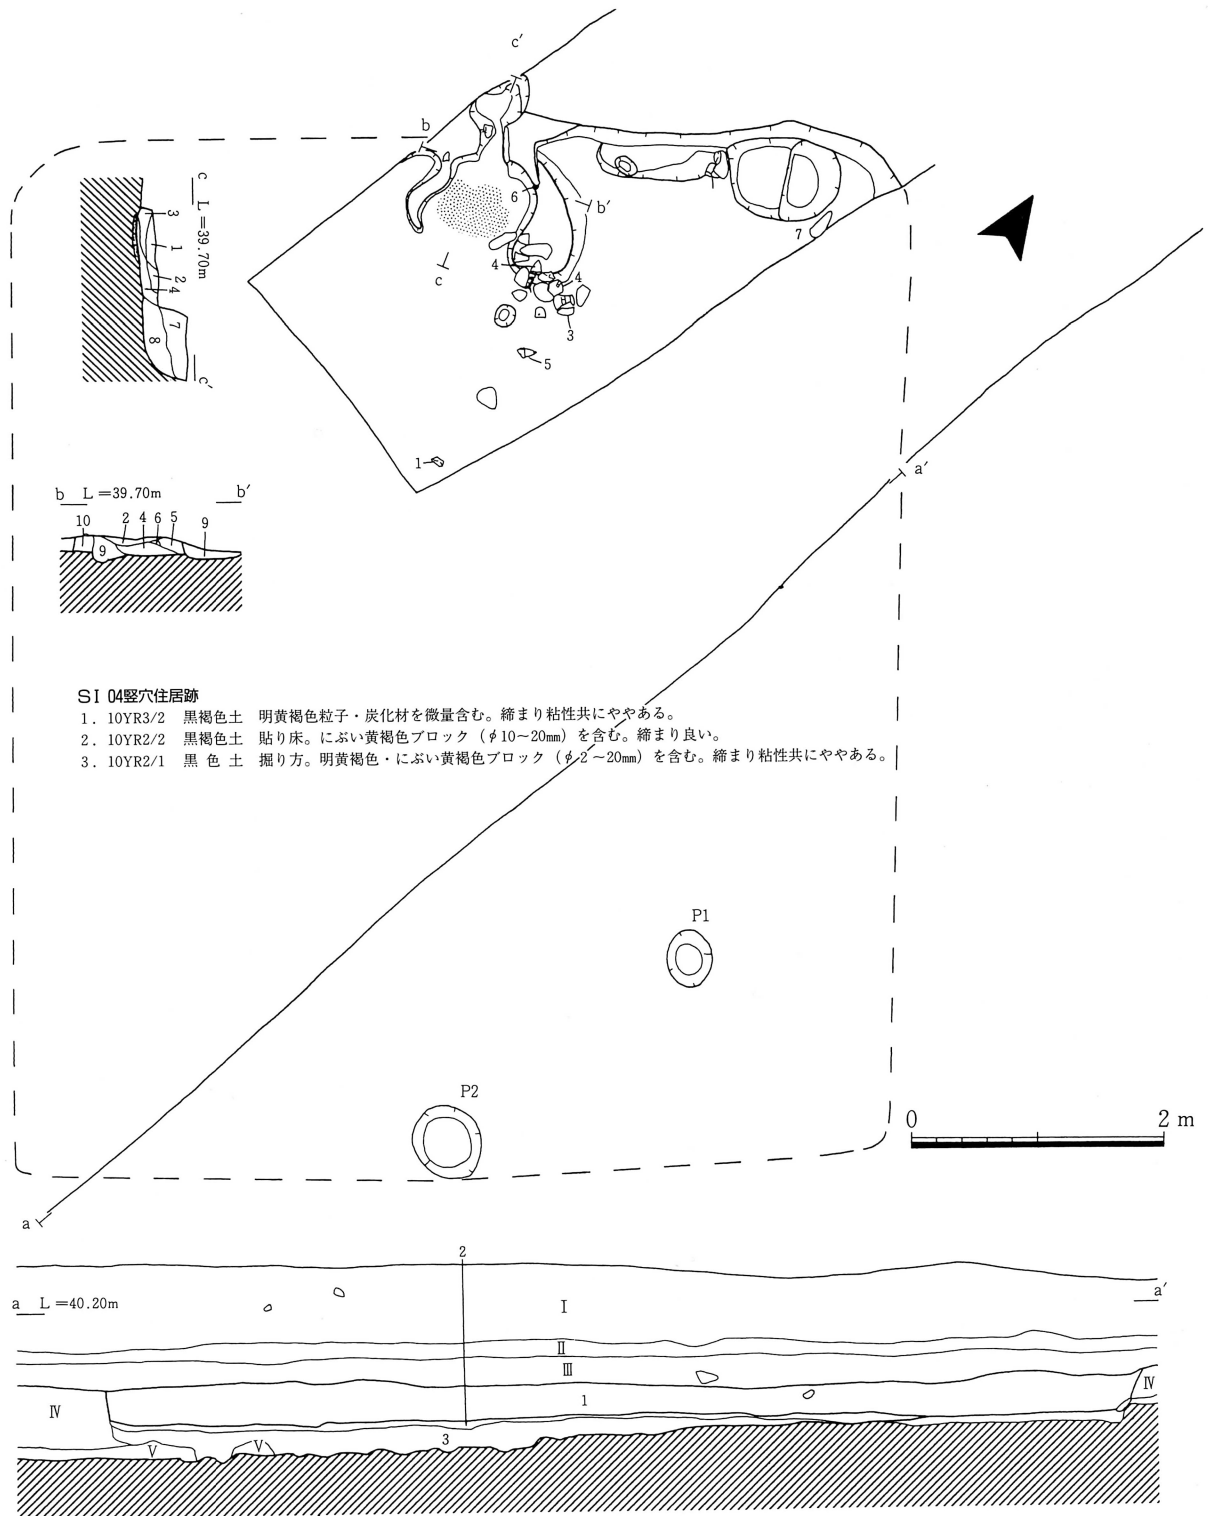 c′
b
c
L=39.70m
3
1
2
4
7
8
c′
6
b′
7
4
c
4
3
5
1
a′
b L=39.70m b′
10 2 4 6 5 9
9
SI 04竪穴住居跡
1. 10YR3/2 黒褐色土 明黄褐色粒子・炭化材を微量含む。締まり粘性共にややある。
2. 10YR2/2 黒褐色土 貼り床。にぶい黄褐色ブロック(φ10~20㎜)を含む。締まり良い。
3. 10YR2/1 黒色土 掘り方。明黄褐色・にぶい黄褐色ブロック(φ2~20㎜)を含む。締まり粘性共にややある。
P1
P2
0 2m
a
2
a L=40.20m a′
I
II
III
IV 1 IV
3
V V